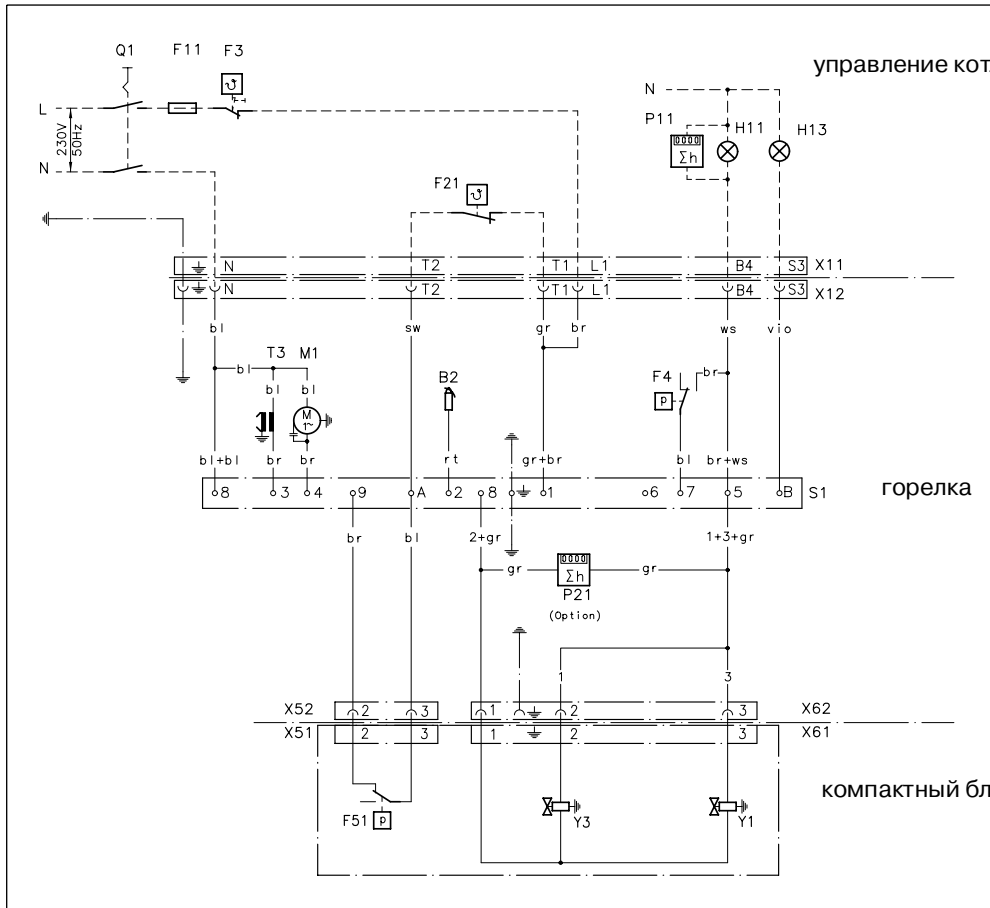 Q1 F11 F3
управление кот
L
230V
50Hz
N
N
P11
Σh
H11
H13
F21
ϑ
ϑ
N T2 T1 L1 B4 S3 X11
N T2 T1 L1 B4 S3 X12
bl sw gr br ws vio
T3 M1
bl
bl bl
M
1~
B2
F4
p
br
bl+bl br br rt gr+br bl br+ws
8 3 4 9 A 2 8 1 6 7 5 B S1
горелка
br bl 2+gr 1+3+gr
gr Σh gr
P21
(Option)
1 3
X52 2 3 1 2 3 X62
X51 2 3 1 2 3 X61
F51 p
Y3
Y1
компактный бл